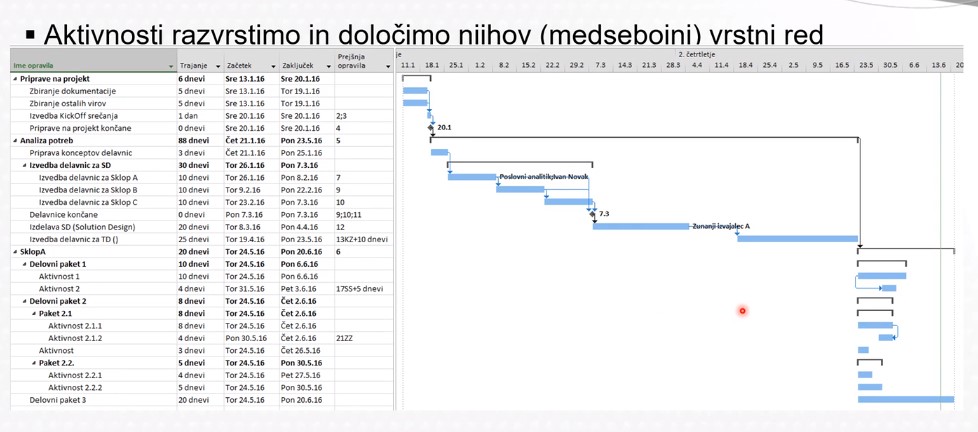 ▪ Aktivnosti razvrstimo in določimo njihov (medsebojni) vrstni red
Ime opravila Trajanje Začetek Zaključek Prejšnja opravila
je 2. četrtletje
11.1 18.1 25.1 1.2 8.2 15.2 22.2 29.2 7.3 14.3 21.3 28.3 4.4 11.4 18.4 25.4 2.5 9.5 16.5 23.5 30.5 6.6 13.6 20
Priprave na projekt 6 dnevi Sre 13.1.16 Sre 20.1.16
Zbiranje dokumentacije 5 dnevi Sre 13.1.16 Tor 19.1.16
Zbiranje ostalih virov 5 dnevi Sre 13.1.16 Tor 19.1.16
Izvedba KickOff srečanja 1 dan Sre 20.1.16 Sre 20.1.16 2;3
Priprave na projekt končane 0 dnevi Sre 20.1.16 Sre 20.1.16 4 20.1
Analiza potreb 88 dnevi Čet 21.1.16 Pon 23.5.16 5
Priprava konceptov delavnic 3 dnevi Čet 21.1.16 Pon 25.1.16
Izvedba delavnic za SD 30 dnevi Tor 26.1.16 Pon 7.3.16
Izvedba delavnic za Sklop A 10 dnevi Tor 26.1.16 Pon 8.2.16 7 Poslovni analitik;Ivan Novak
Izvedba delavnic za Sklop B 10 dnevi Tor 9.2.16 Pon 22.2.16 9
Izvedba delavnic za Sklop C 10 dnevi Tor 23.2.16 Pon 7.3.16 10
Delavnice končane 0 dnevi Pon 7.3.16 Pon 7.3.16 9;10;11 7.3
Izdelava SD (Solution Design) 20 dnevi Tor 8.3.16 Pon 4.4.16 12 Zunanji izvajalec A
Izvedba delavnic za TD () 25 dnevi Tor 19.4.16 Pon 23.5.16 13KZ+10 dnevi
SklopA 20 dnevi Tor 24.5.16 Pon 20.6.16 6
Delovni paket 1 10 dnevi Tor 24.5.16 Pon 6.6.16
Aktivnost 1 10 dnevi Tor 24.5.16 Pon 6.6.16
Aktivnost 2 4 dnevi Tor 31.5.16 Pet 3.6.16 17SS+5 dnevi
Delovni paket 2 8 dnevi Tor 24.5.16 Čet 2.6.16
Paket 2.1 8 dnevi Tor 24.5.16 Čet 2.6.16
Aktivnost 2.1.1 8 dnevi Tor 24.5.16 Čet 2.6.16
Aktivnost 2.1.2 4 dnevi Pon 30.5.16 Čet 2.6.16 21ZZ
Aktivnost 3 dnevi Tor 24.5.16 Čet 26.5.16
Paket 2.2. 5 dnevi Tor 24.5.16 Pon 30.5.16
Aktivnost 2.2.1 4 dnevi Tor 24.5.16 Pet 27.5.16
Aktivnost 2.2.2 5 dnevi Tor 24.5.16 Pon 30.5.16
Delovni paket 3 20 dnevi Tor 24.5.16 Pon 20.6.16